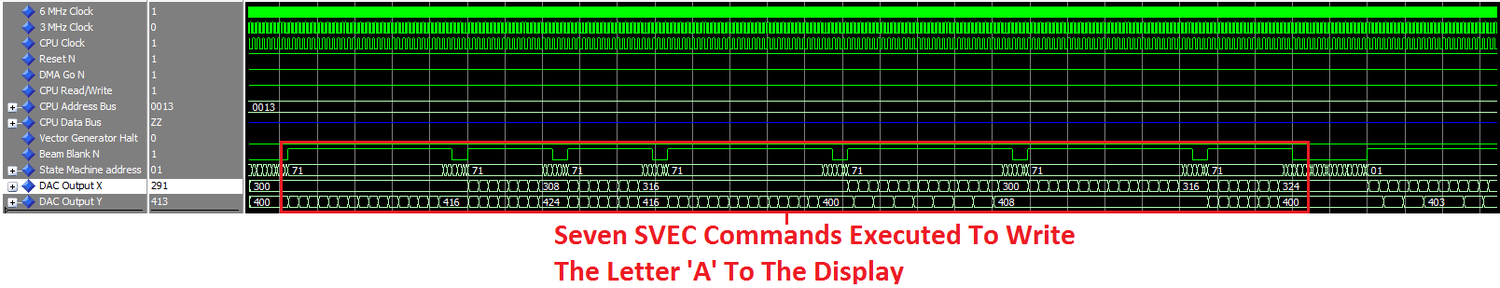 6 MHz Clock 1
3 MHz Clock 0
CPU Clock 1
Reset N 1
DMA Go N 1
CPU Read/Write 1
CPU Address Bus 0013 0013
CPU Data Bus ZZ
Vector Generator Halt 0
Beam Blank N 1
State Machine address 01 71 71 71 71 71 71 71 01
DAC Output X 291 300 308 316 300 316 324
DAC Output Y 413 400 416 424 416 400 408 400 403
Seven SVEC Commands Executed To Write
The Letter 'A' To The Display